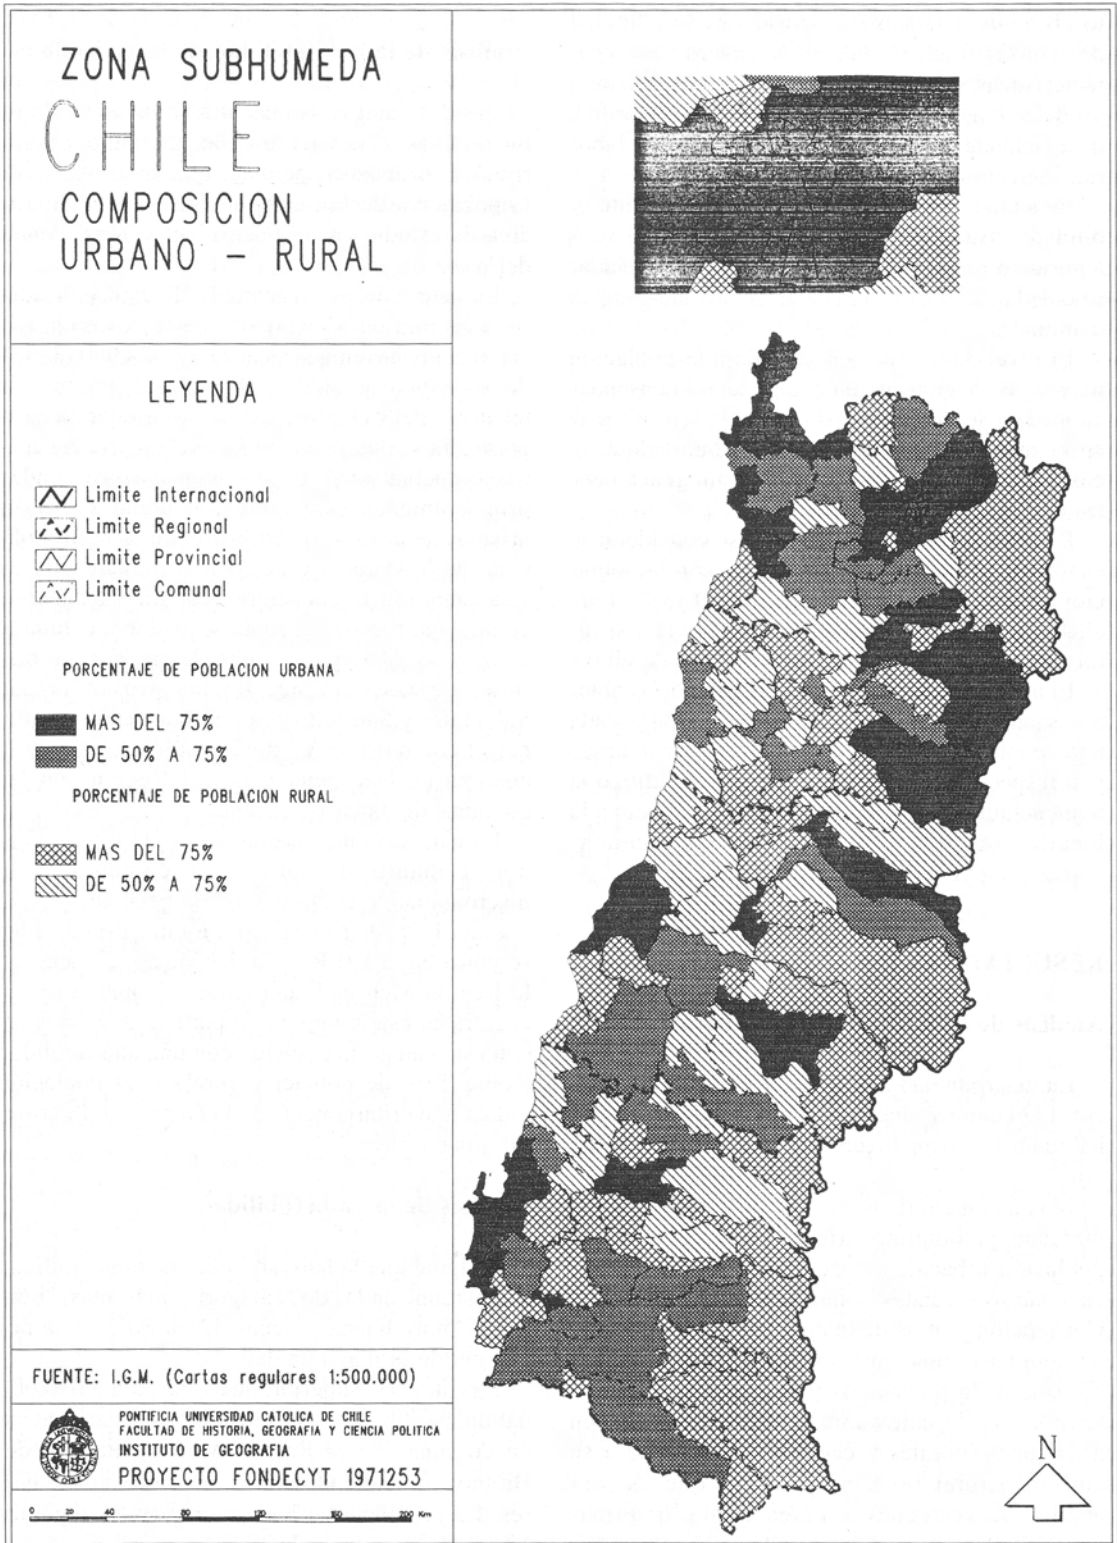 ZONA SUBHUMEDA
CHILE
COMPOSICION
URBANO - RURAL
LEYENDA
Limite Internacional
Limite Regional
Limite Provincial
Limite Comunal
PORCENTAJE DE POBLACION URBANA
MAS DEL 75%
DE 50% A 75%
PORCENTAJE DE POBLACION RURAL
MAS DEL 75%
DE 50% A 75%
FUENTE: I.G.M. (Cartas regulares 1:500.000)
PONTIFICIA UNIVERSIDAD CATOLICA DE CHILE
FACULTAD DE HISTORIA, GEOGRAFIA Y CIENCIA POLITICA
INSTITUTO DE GEOGRAFIA
PROYECTO FONDECYT 1971253
0 20 40 80 120 160 200 Km
N